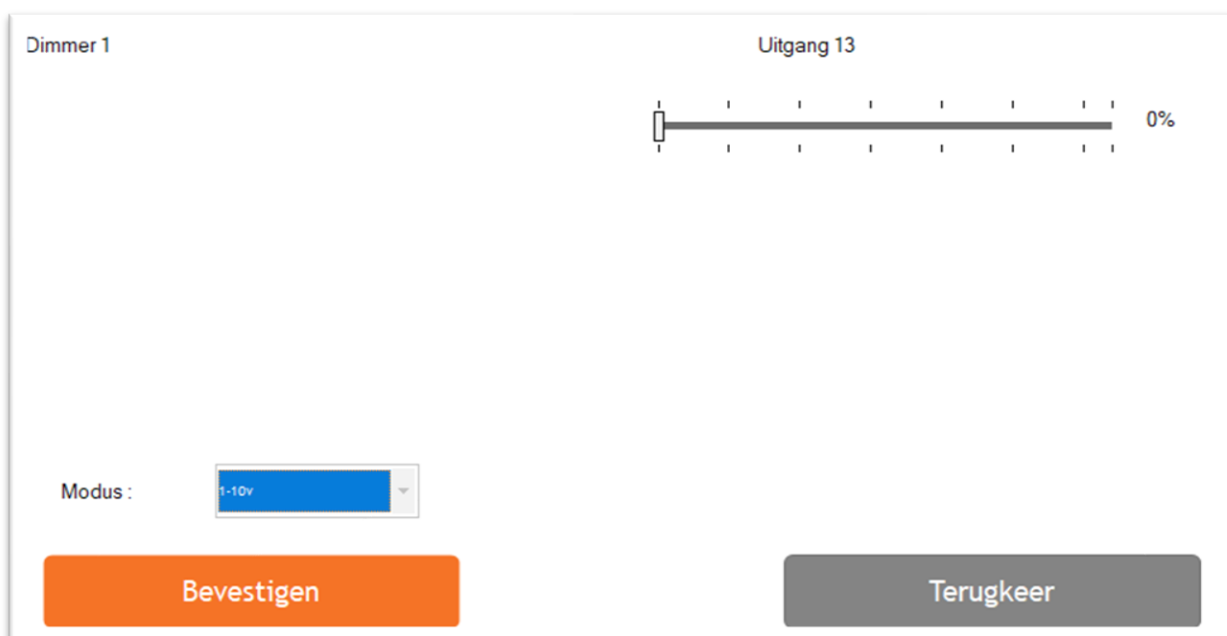 Dimmer 1
Uitgang 13
0%
Modus :
1-10v
Bevestigen
Terugkeer